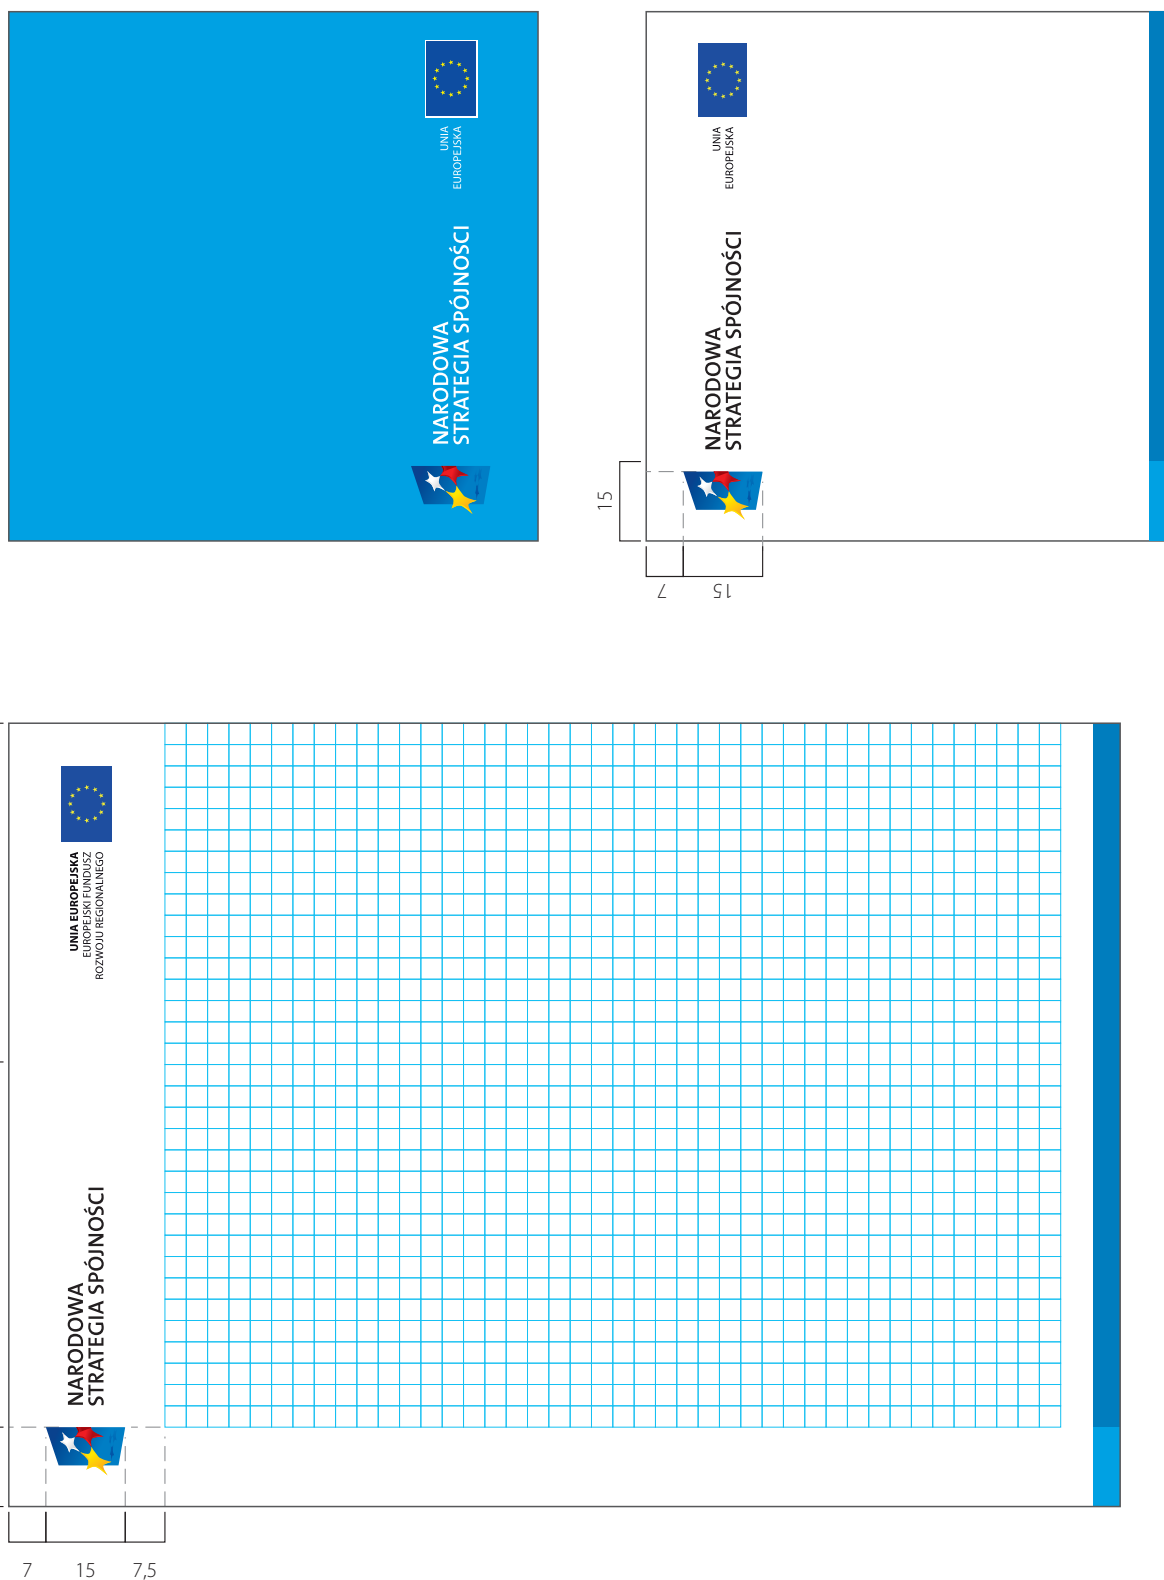 UNIA
EUROPEJSKA
NARODOWA
STRATEGIA SPÓJNOŚCI
UNIA
EUROPEJSKA
NARODOWA
STRATEGIA SPÓJNOŚCI
15
7
15
UNIA EUROPEJSKA
EUROPEJSKI FUNDUSZ
ROZWOJU REGIONALNEGO
NARODOWA
STRATEGIA SPÓJNOŚCI
7
15
7,5